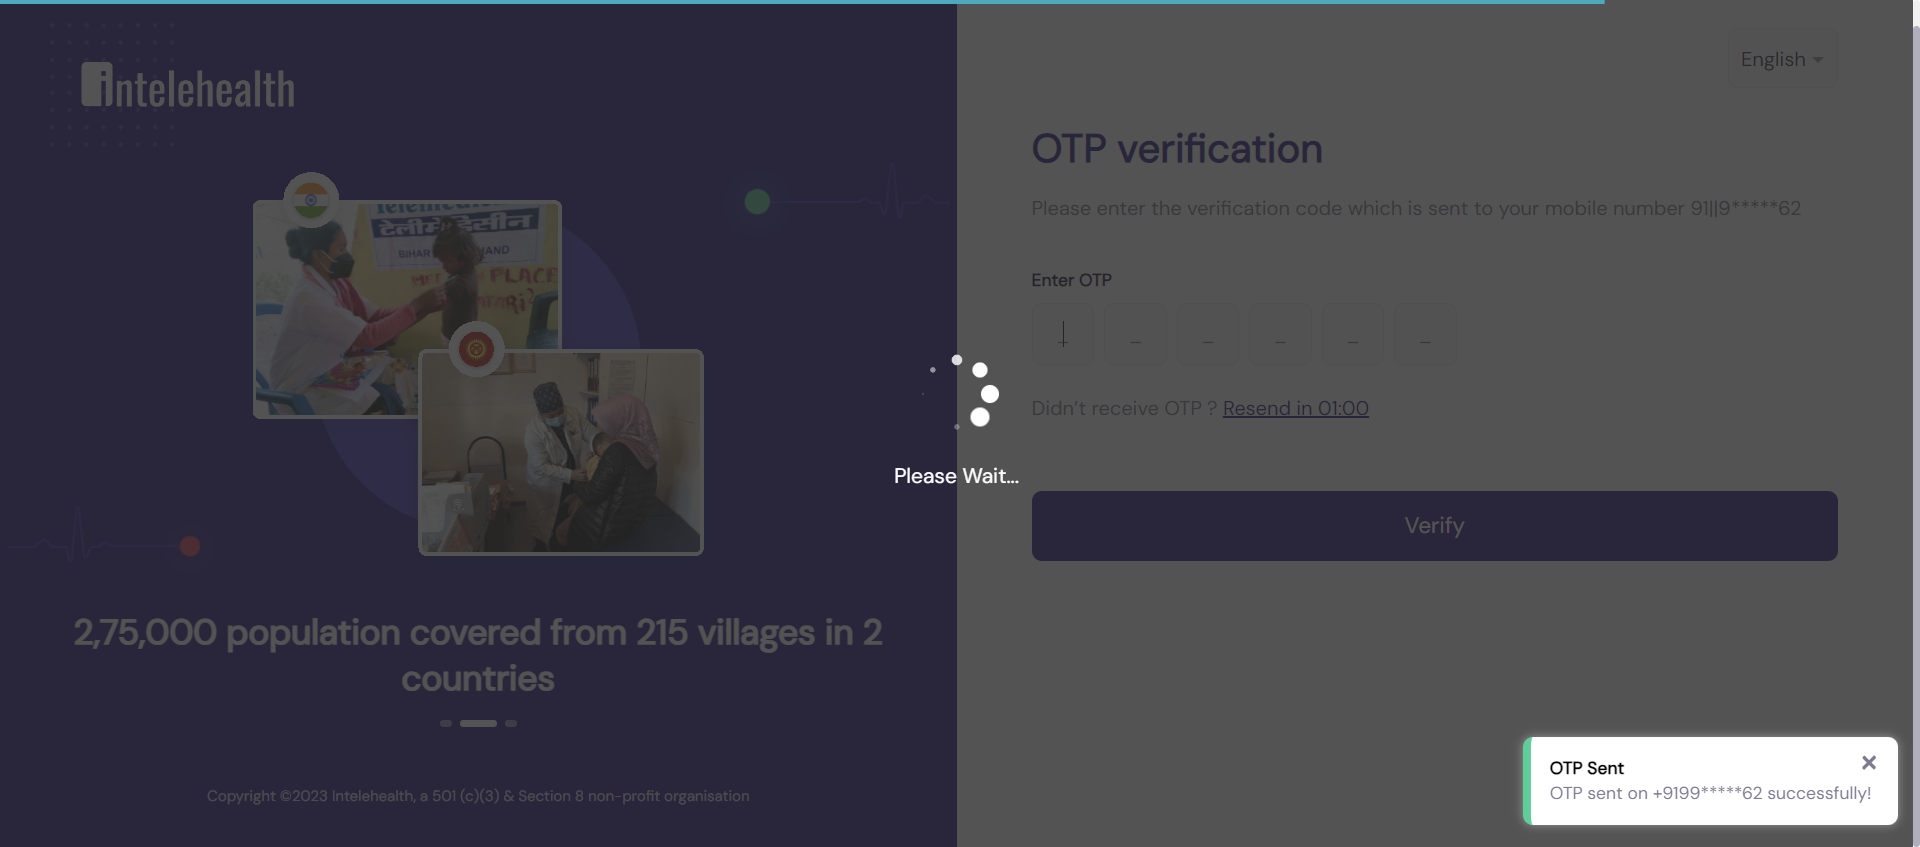 intelehealth
English
OTP verification
Please enter the verification code which is sent to your mobile number 91||9*****62
Enter OTP
_ _ _ _ _ _
Didn't receive OTP ? Resend in 01:00
Please Wait...
Verify
टेलीमेडिसीन
BIHAR
PLACE
2,75,000 population covered from 215 villages in 2
countries
Copyright ©2023 Intelehealth, a 501 (c)(3) & Section 8 non-profit organisation
OTP Sent
OTP sent on +9199*****62 successfully!